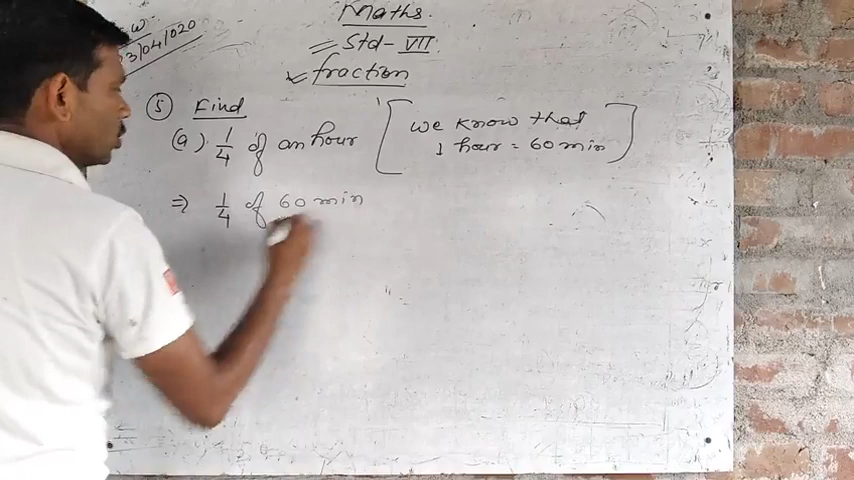 Maths.
Std- VII
fraction
3/04/020
⑤ Find
(a) 1/4 of an hour [we know that
1 hour = 60 min]
⇒ 1/4 of 60 min